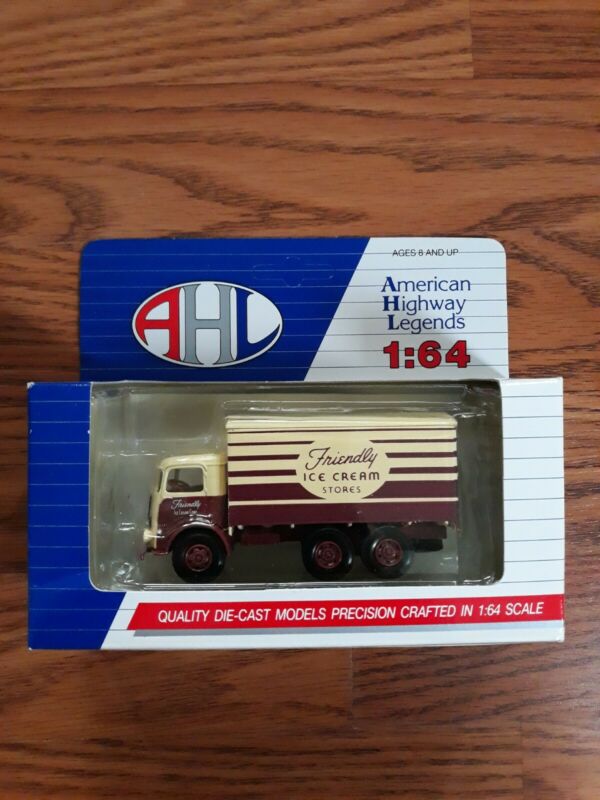 AGES 8 AND UP
AHL
American
Highway
Legends
1:64
Friendly
ICE CREAM
STORES
Friendly
QUALITY DIE-CAST MODELS PRECISION CRAFTED IN 1:64 SCALE